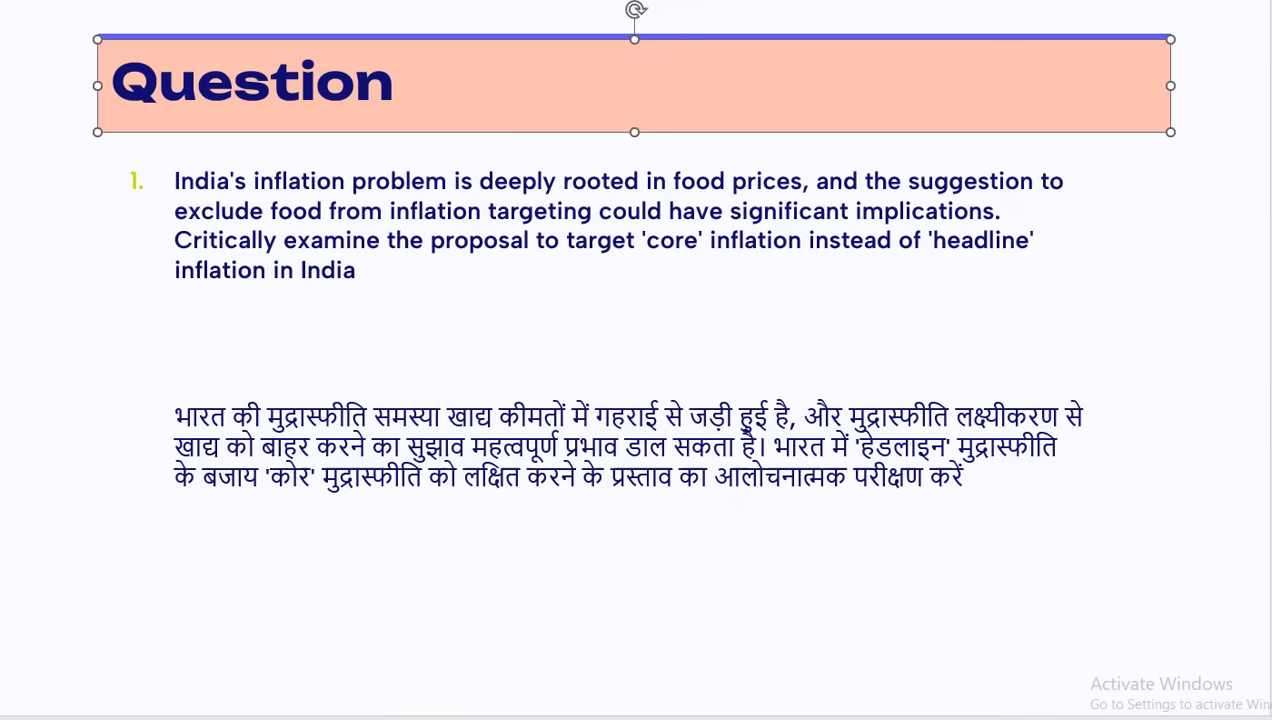 Question
1. India's inflation problem is deeply rooted in food prices, and the suggestion to
exclude food from inflation targeting could have significant implications.
Critically examine the proposal to target 'core' inflation instead of 'headline'
inflation in India
भारत की मुद्रास्फीति समस्या खाद्य कीमतों में गहराई से जड़ी हुई है, और मुद्रास्फीति लक्ष्यीकरण से
खाद्य को बाहर करने का सुझाव महत्वपूर्ण प्रभाव डाल सकता है। भारत में 'हेडलाइन' मुद्रास्फीति
के बजाय 'कोर' मुद्रास्फीति को लक्षित करने के प्रस्ताव का आलोचनात्मक परीक्षण करें
Activate Windows
Go to Settings to activate Win